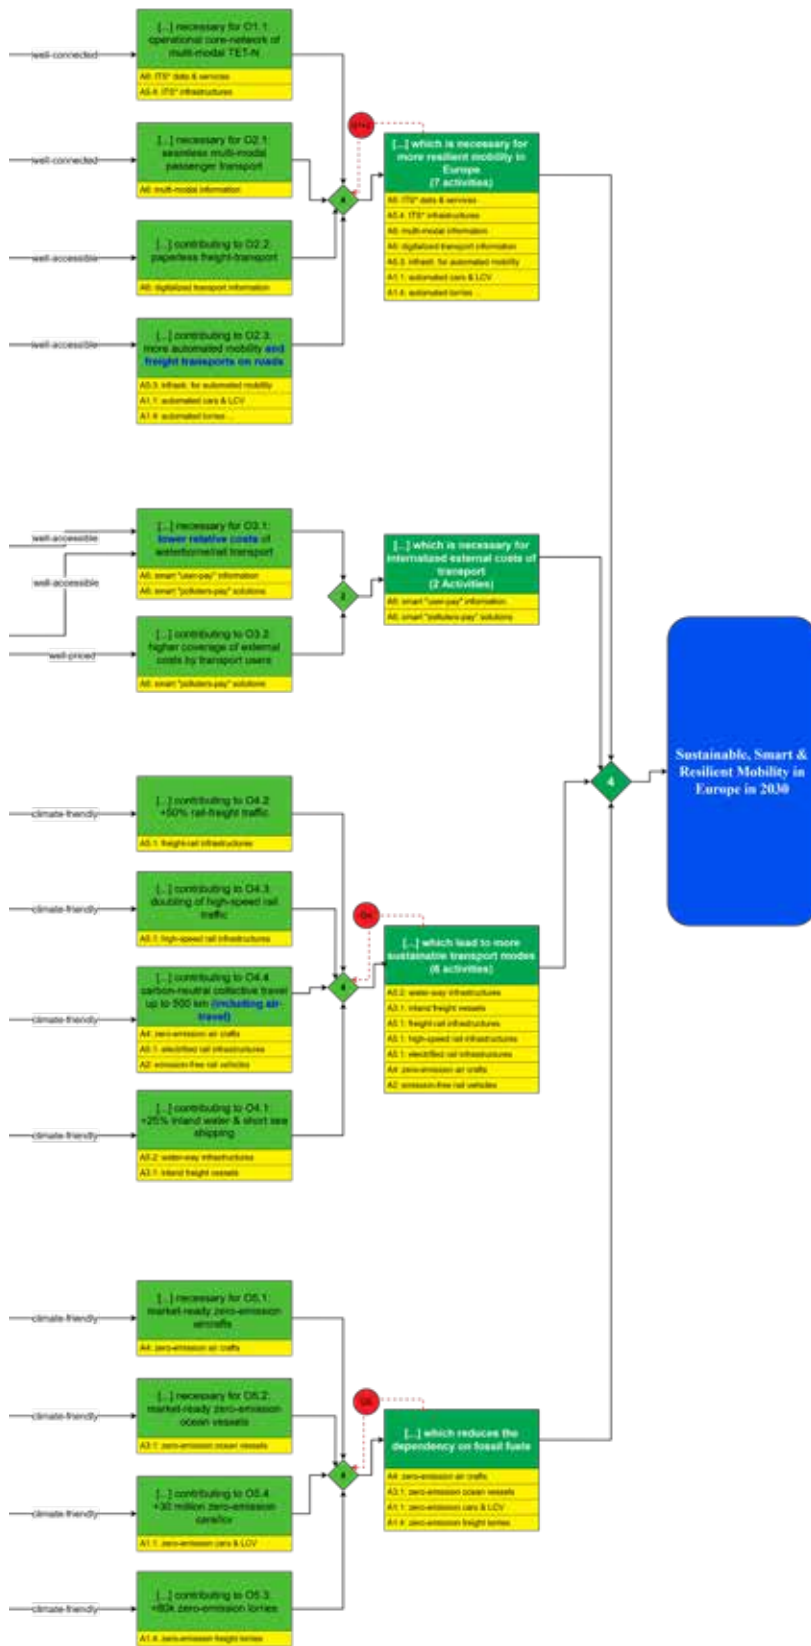 [...] necessary for O1.1:
operational core-network of
multi-modal TET-N
well-connected
A6: ITS* data & services
A5.4: ITS* infrastructures
[...] necessary for O2.1:
seamless multi-modal
passenger transport
well-connected
A6: multi-modal information
[...] contributing to O2.2:
paperless freight-transport
well-accessible
A6: digitalized transport information
[...] contributing to O2.3:
more automated mobility and
freight transports on roads
well-accessible
A5.3: infrastr. for automated mobility
A1.1: automated cars & LCV
A1.4: automated lorries ...
4
[...] which is necessary for
more resilient mobility in
Europe
(7 activities)
A6: ITS* data & services
A5.4: ITS* infrastructures
A6: multi-modal information
A6: digitalized transport information
A5.3: infrastr. for automated mobility
A1.1: automated cars & LCV
A1.4: automated lorries ...
[...] necessary for O3.1:
lower relative costs of
waterborne/rail transport
well-accessible
well-accessible
A6: smart "user-pay" information
A6: smart "polluters-pay" solutions
[...] contributing to O3.2:
higher coverage of external
costs by transport users
well-priced
A6: smart "polluters-pay" solutions
2
[...] which is necessary for
internalized external costs of
transport
(2 Activities)
A6: smart "user-pay" information
A6: smart "polluters-pay" solutions
[...] contributing to O4.2
+50% rail-freight traffic
climate-friendly
A5.1: freight-rail infrastructures
[...] contributing to O4.3
doubling of high-speed rail
traffic
climate-friendly
A5.1: high-speed rail infrastructures
[...] contributing to O4.4
carbon-neutral collective travel
up to 500 km (including air-
travel)
climate-friendly
A4: zero-emission air crafts
A5.1: electrified rail infrastructures
A2: emission-free rail vehicles
[...] contributing to O4.1:
+25% inland water & short sea
shipping
climate-friendly
A5.2: water-way infrastructures
A3.1: inland freight vessels
4
[...] which lead to more
sustainable transport modes
(6 activities)
A5.2: water-way infrastructures
A3.1: inland freight vessels
A5.1: freight rail infrastructures
A5.1: high-speed rail infrastructures
A5.1: electrified rail infrastructures
A4: zero-emission air crafts
A2: emission-free rail vehicles
[...] necessary for O5.1:
market-ready zero-emission
aircrafts
climate-friendly
A4: zero-emission air crafts
[...] necessary for O5.2:
market-ready zero-emission
ocean vessels
climate-friendly
A3.1: zero-emission ocean vessels
[...] contributing to O5.4
+30 million zero-emission
cars/lcv
climate-friendly
A1.1: zero-emission cars & LCV
[...] contributing to O5.3:
+80k zero-emission lorries
climate-friendly
A1.4: zero-emission freight lorries
4
[...] which reduces the
dependency on fossil fuels
A4: zero-emission air crafts
A3.1: zero-emission ocean vessels
A1.1: zero-emission cars & LCV
A1.4: zero-emission freight lorries
4
Sustainable, Smart &
Resilient Mobility in
Europe in 2030